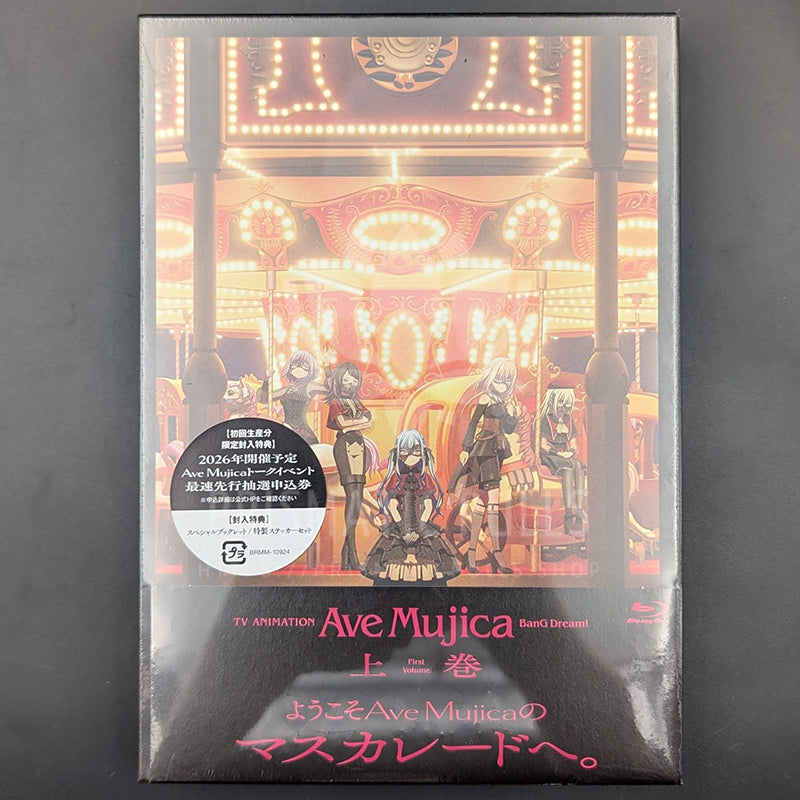 【初回生産分
限定封入特典】
2026年開催予定
Ave Mujicaトークイベント
最速先行抽選申込券
※申込詳細は公式HPをご確認ください
【封入特典】
スペシャルブックレット/特製ステッカーセット
プラ
BRMM-10924
TV ANIMATION Ave Mujica BanG Dream!
Blu-ray Disc
上 First Volume 巻
ようこそAve Mujicaの
マスカレードへ。